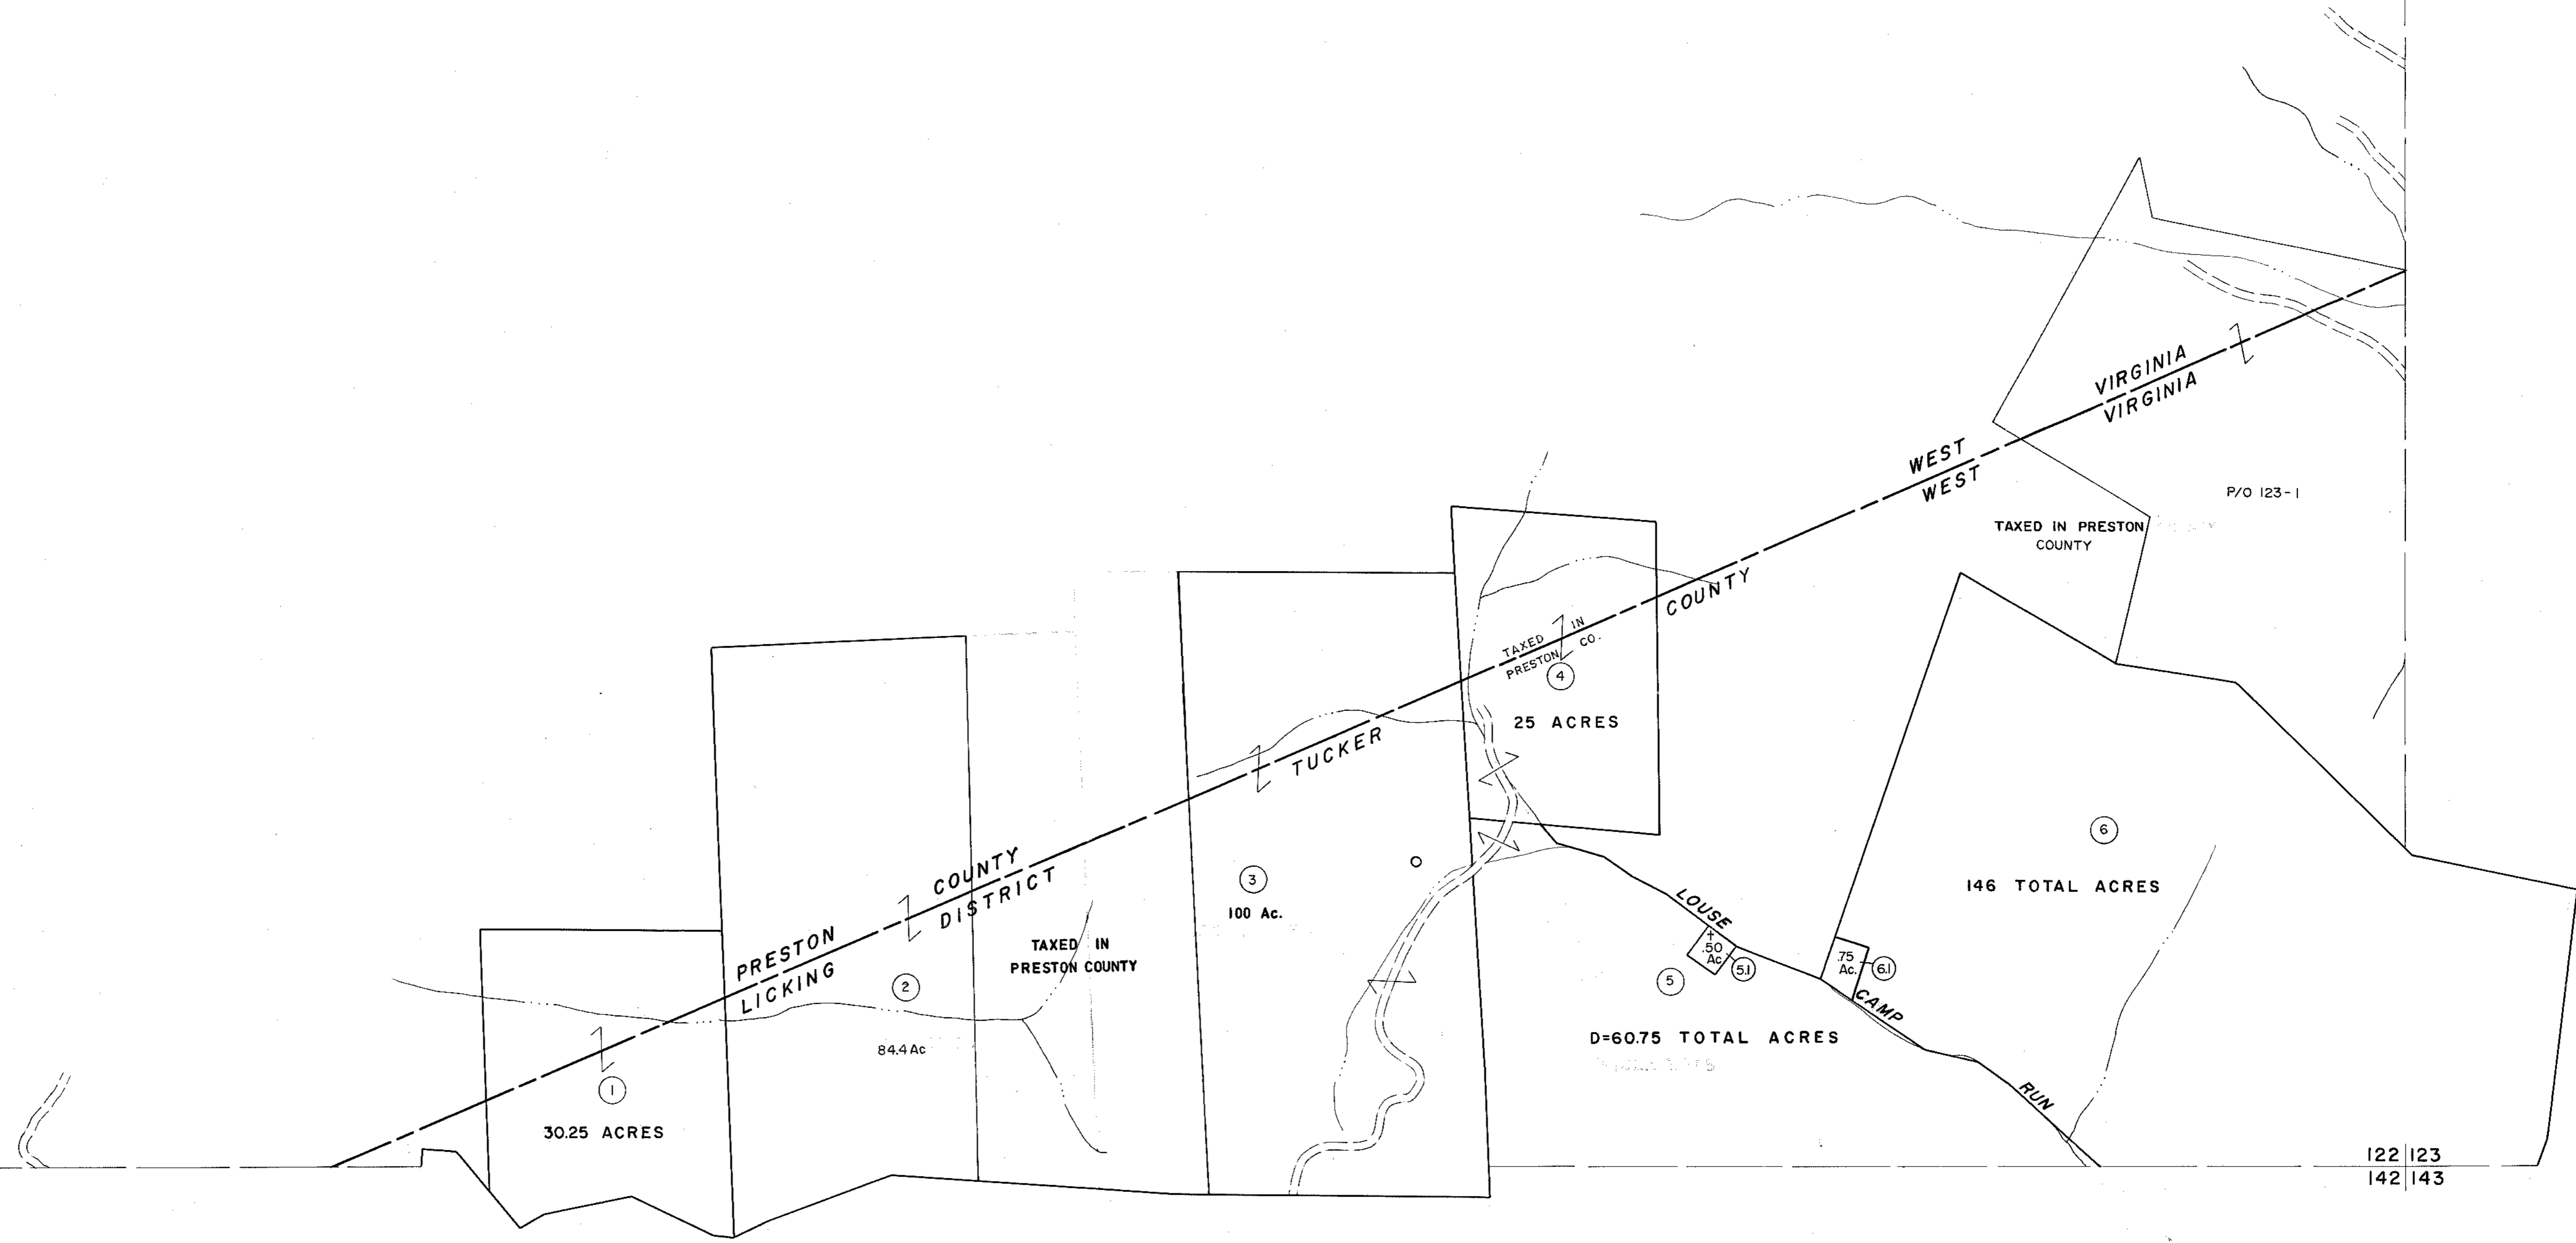 VIRGINIA
VIRGINIA
WEST
WEST
P/O 123-1
TAXED IN PRESTON
COUNTY
COUNTY
TAXED IN
PRESTON CO.
4
25 ACRES
TUCKER
6
146 TOTAL ACRES
COUNTY
DISTRICT
3
100 Ac.
LOUSE
.50
Ac
5.1
.75
Ac.
6.1
PRESTON
LICKING
TAXED IN
PRESTON COUNTY
2
5
CAMP
84.4 Ac
D=60.75 TOTAL ACRES
1
30.25 ACRES
RUN
122 123
142 143